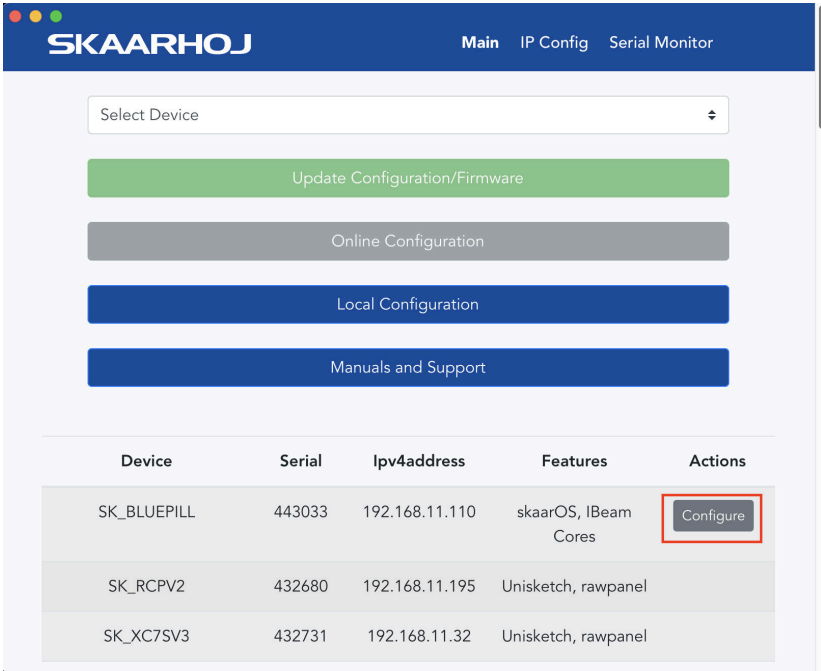 SKAARHOJ
Main IP Config Serial Monitor
Select Device
Update Configuration/Firmware
Online Configuration
Local Configuration
Manuals and Support
Device Serial Ipv4address Features Actions
SK_BLUEPILL 443033 192.168.11.110 skaarOS, IBeam Configure
Cores
SK_RCPV2 432680 192.168.11.195 Unisketch, rawpanel
SK_XC7SV3 432731 192.168.11.32 Unisketch, rawpanel